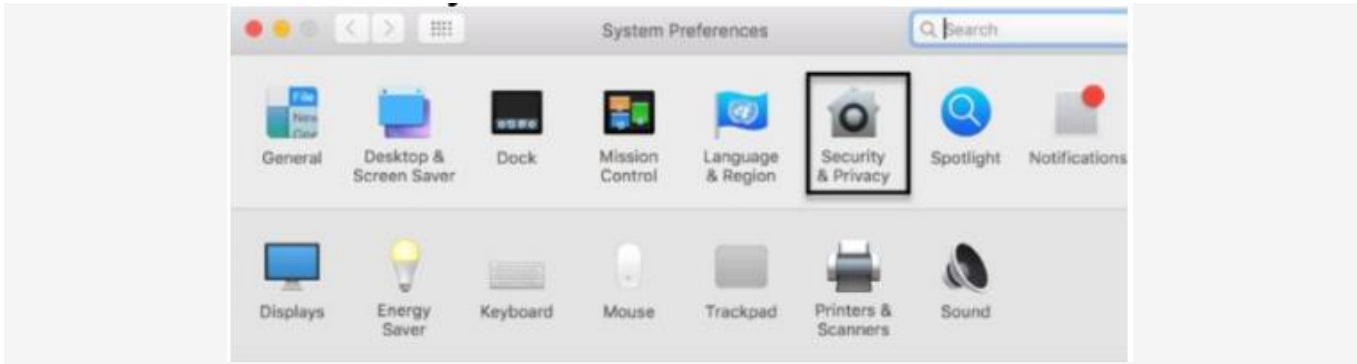 System Preferences
Search
File
New
One
General
Desktop &
Screen Saver
Dock
Mission
Control
Language
& Region
Security
& Privacy
Spotlight
Notifications
Displays
Energy
Saver
Keyboard
Mouse
Trackpad
Printers &
Scanners
Sound